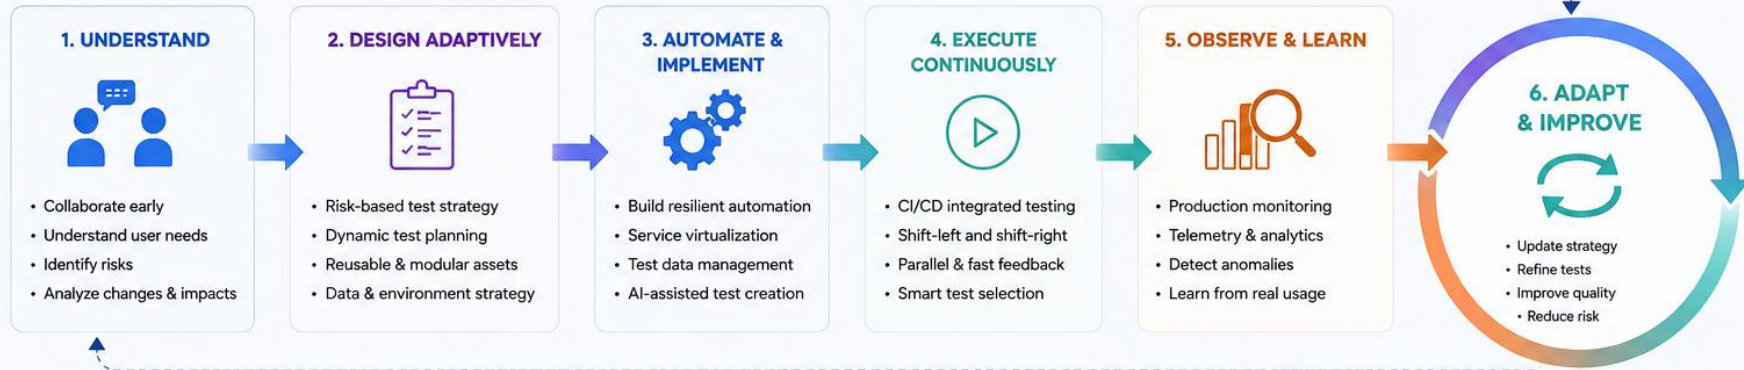 1. UNDERSTAND
• Collaborate early
• Understand user needs
• Identify risks
• Analyze changes & impacts
2. DESIGN ADAPTIVELY
• Risk-based test strategy
• Dynamic test planning
• Reusable & modular assets
• Data & environment strategy
3. AUTOMATE &
IMPLEMENT
• Build resilient automation
• Service virtualization
• Test data management
• AI-assisted test creation
4. EXECUTE
CONTINUOUSLY
• CI/CD integrated testing
• Shift-left and shift-right
• Parallel & fast feedback
• Smart test selection
5. OBSERVE & LEARN
• Production monitoring
• Telemetry & analytics
• Detect anomalies
• Learn from real usage
6. ADAPT
& IMPROVE
• Update strategy
• Refine tests
• Improve quality
• Reduce risk